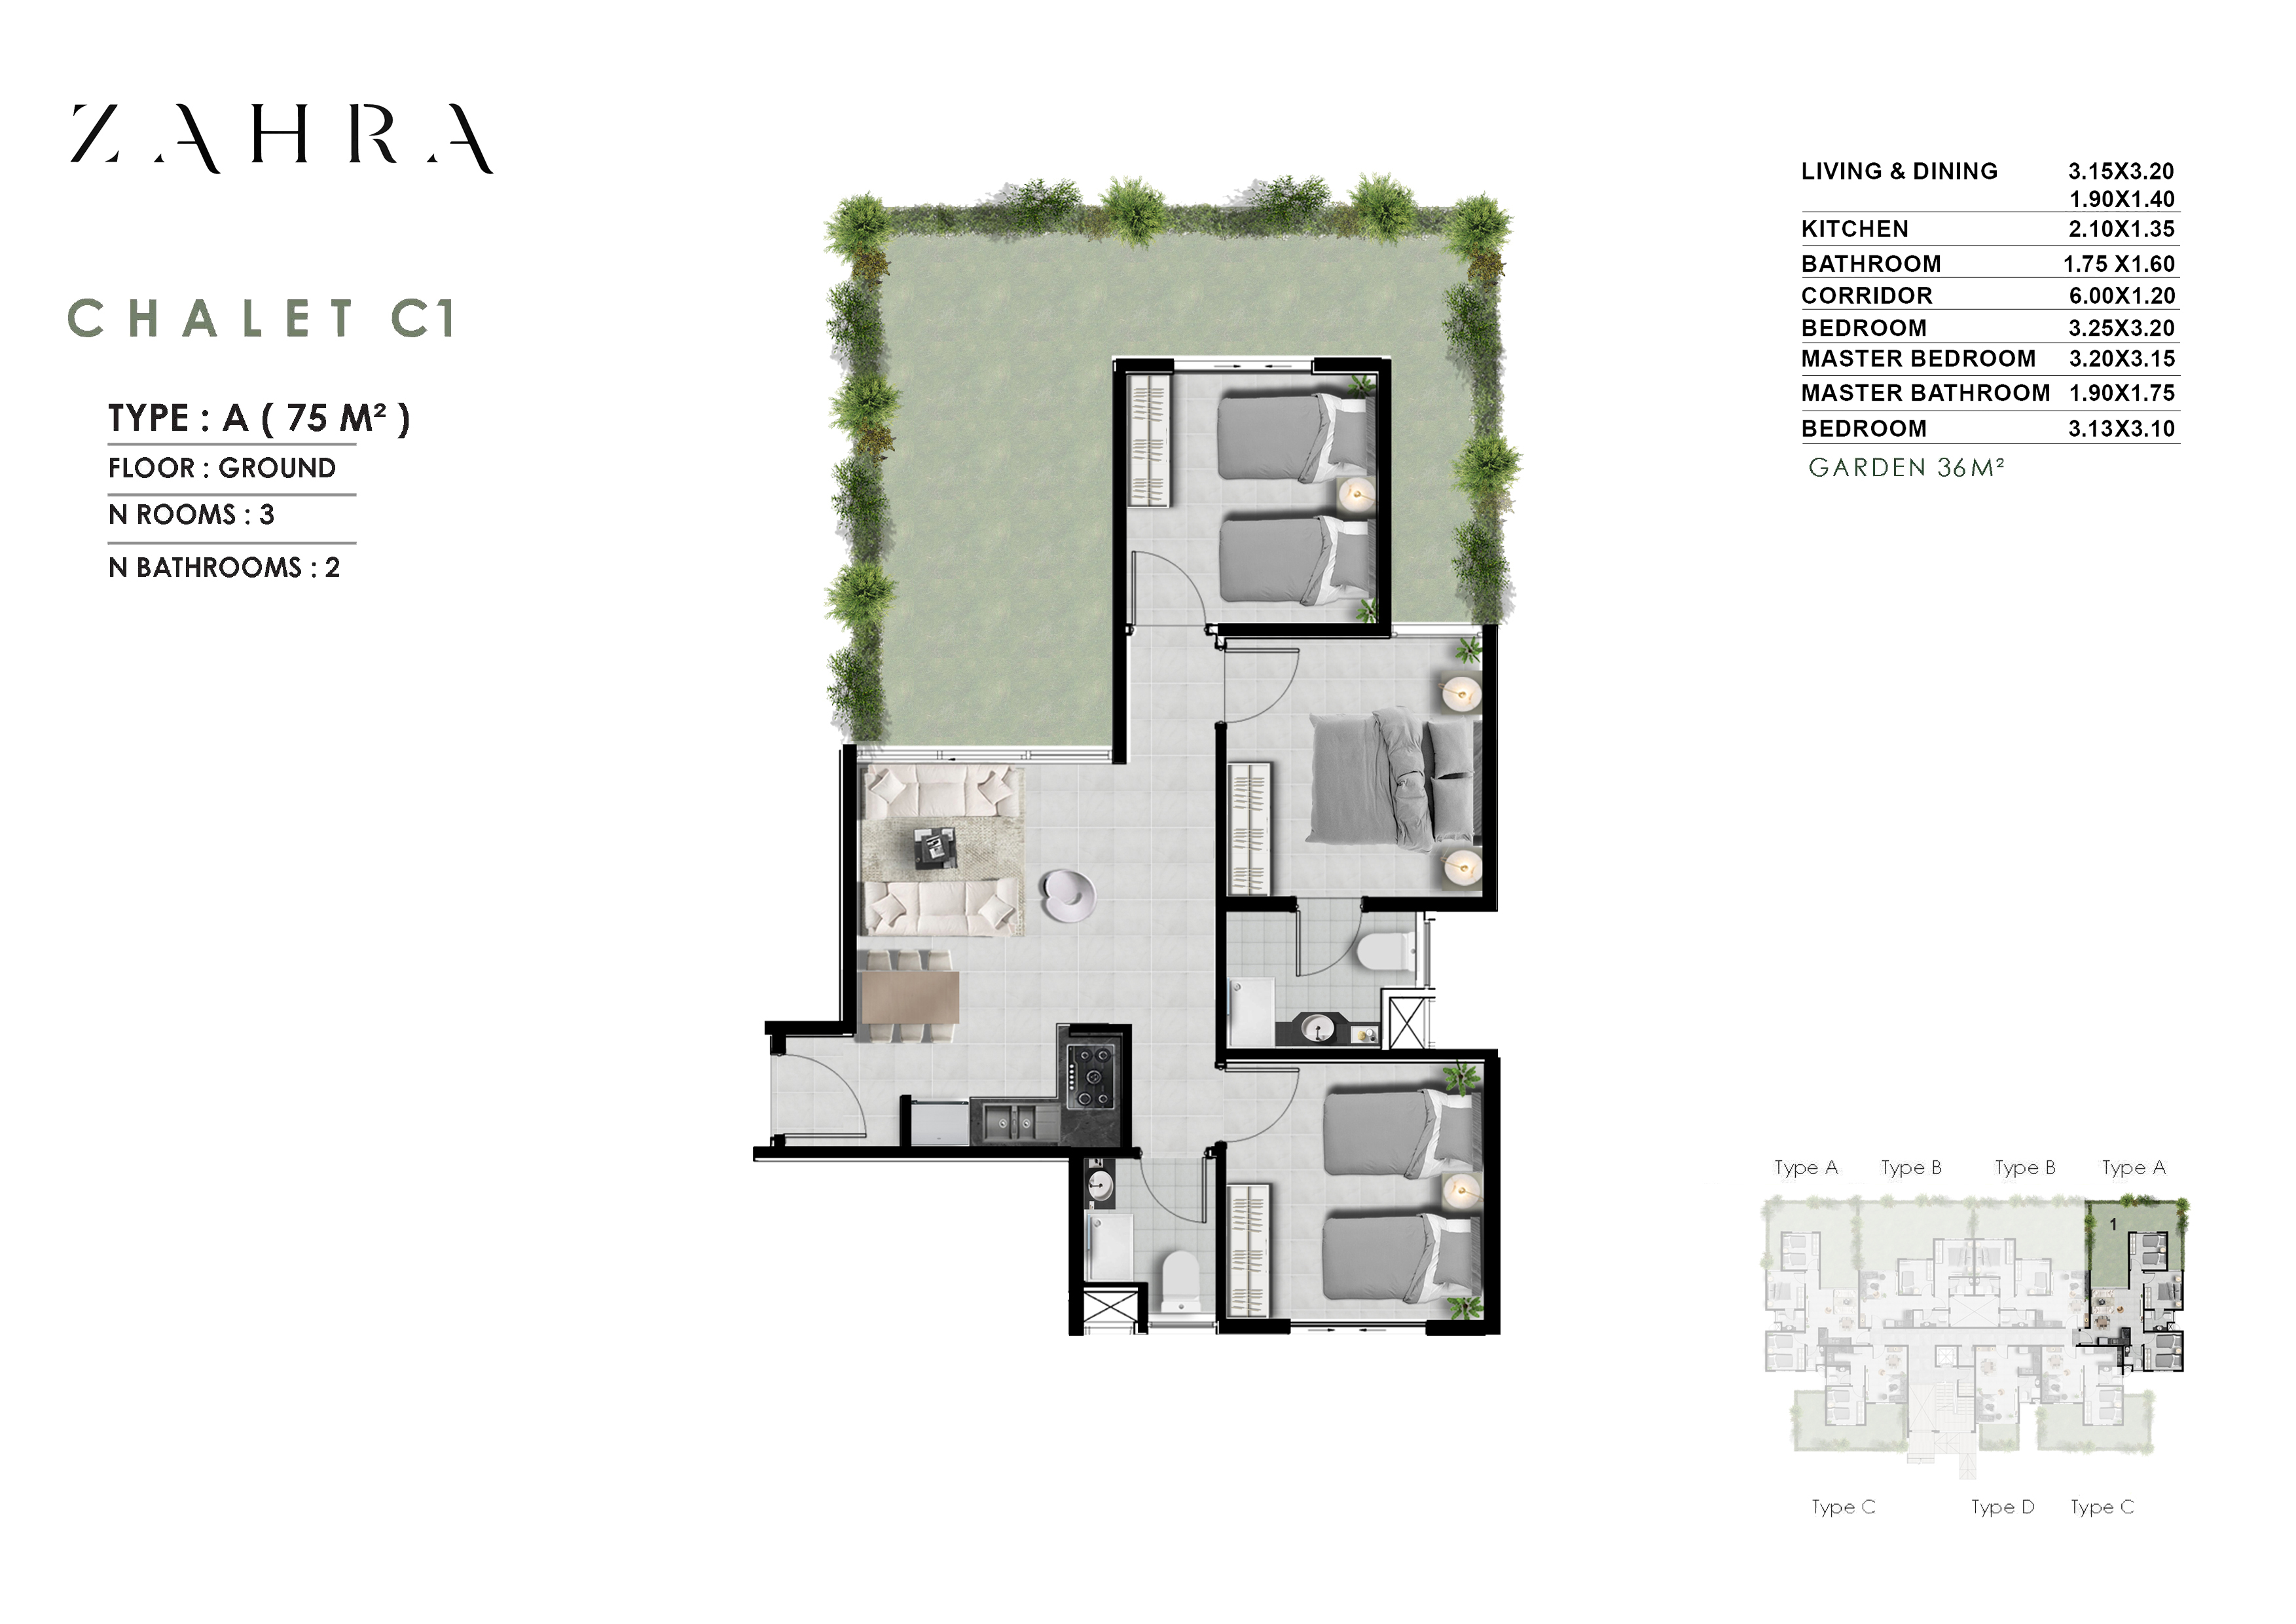 ZAHRA
CHALET C1
TYPE : A ( 75 M² )
FLOOR : GROUND
N ROOMS : 3
N BATHROOMS : 2
LIVING & DINING 3.15X3.20
1.90X1.40
KITCHEN 2.10X1.35
BATHROOM 1.75 X1.60
CORRIDOR 6.00X1.20
BEDROOM 3.25X3.20
MASTER BEDROOM 3.20X3.15
MASTER BATHROOM 1.90X1.75
BEDROOM 3.13X3.10
GARDEN 36M²
Type A Type B Type B Type A
1
Type C Type D Type C